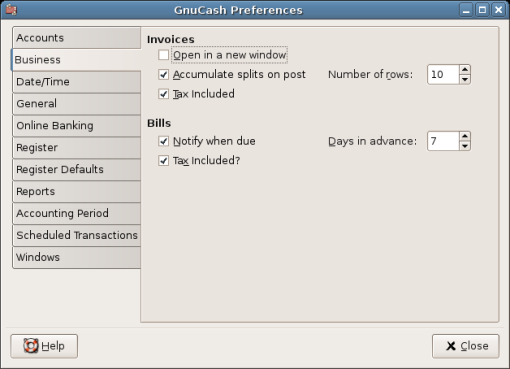 GnuCash Preferences
Accounts
Business
Date/Time
General
Online Banking
Register
Register Defaults
Reports
Accounting Period
Scheduled Transactions
Windows
Invoices
Open in a new window
Accumulate splits on post Number of rows: 10
Tax Included
Bills
Notify when due Days in advance: 7
Tax Included?
Help Close